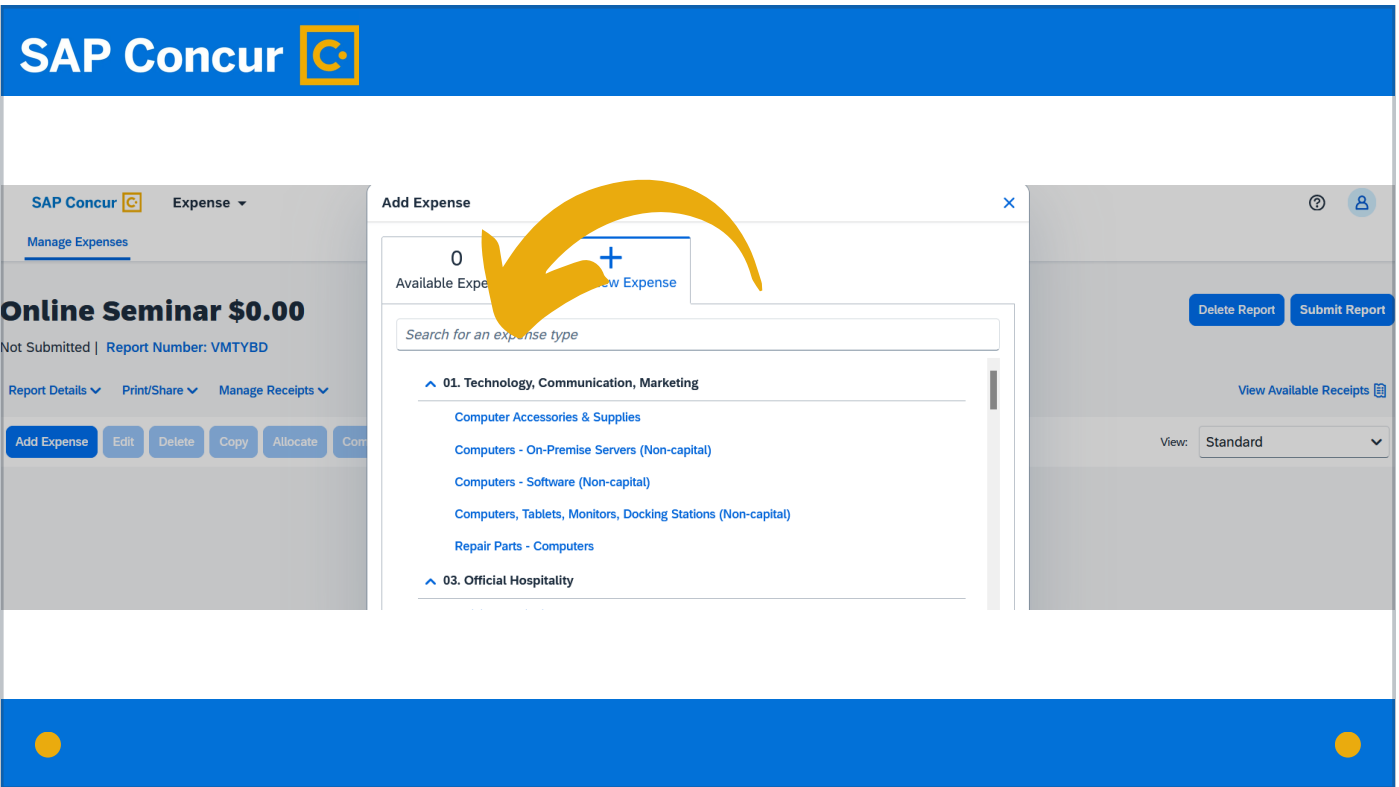 SAP Concur
SAP Concur Expense
Add Expense
Manage Expenses
0
Available Expe
ew Expense
Online Seminar $0.00
Delete Report Submit Report
Not Submitted | Report Number: VMTYBD
Search for an expense type
Report Details Print/Share Manage Receipts
View Available Receipts
01. Technology, Communication, Marketing
Computer Accessories & Supplies
Add Expense Edit Delete Copy Allocate Com
View: Standard
Computers - On-Premise Servers (Non-capital)
Computers - Software (Non-capital)
Computers, Tablets, Monitors, Docking Stations (Non-capital)
Repair Parts - Computers
03. Official Hospitality